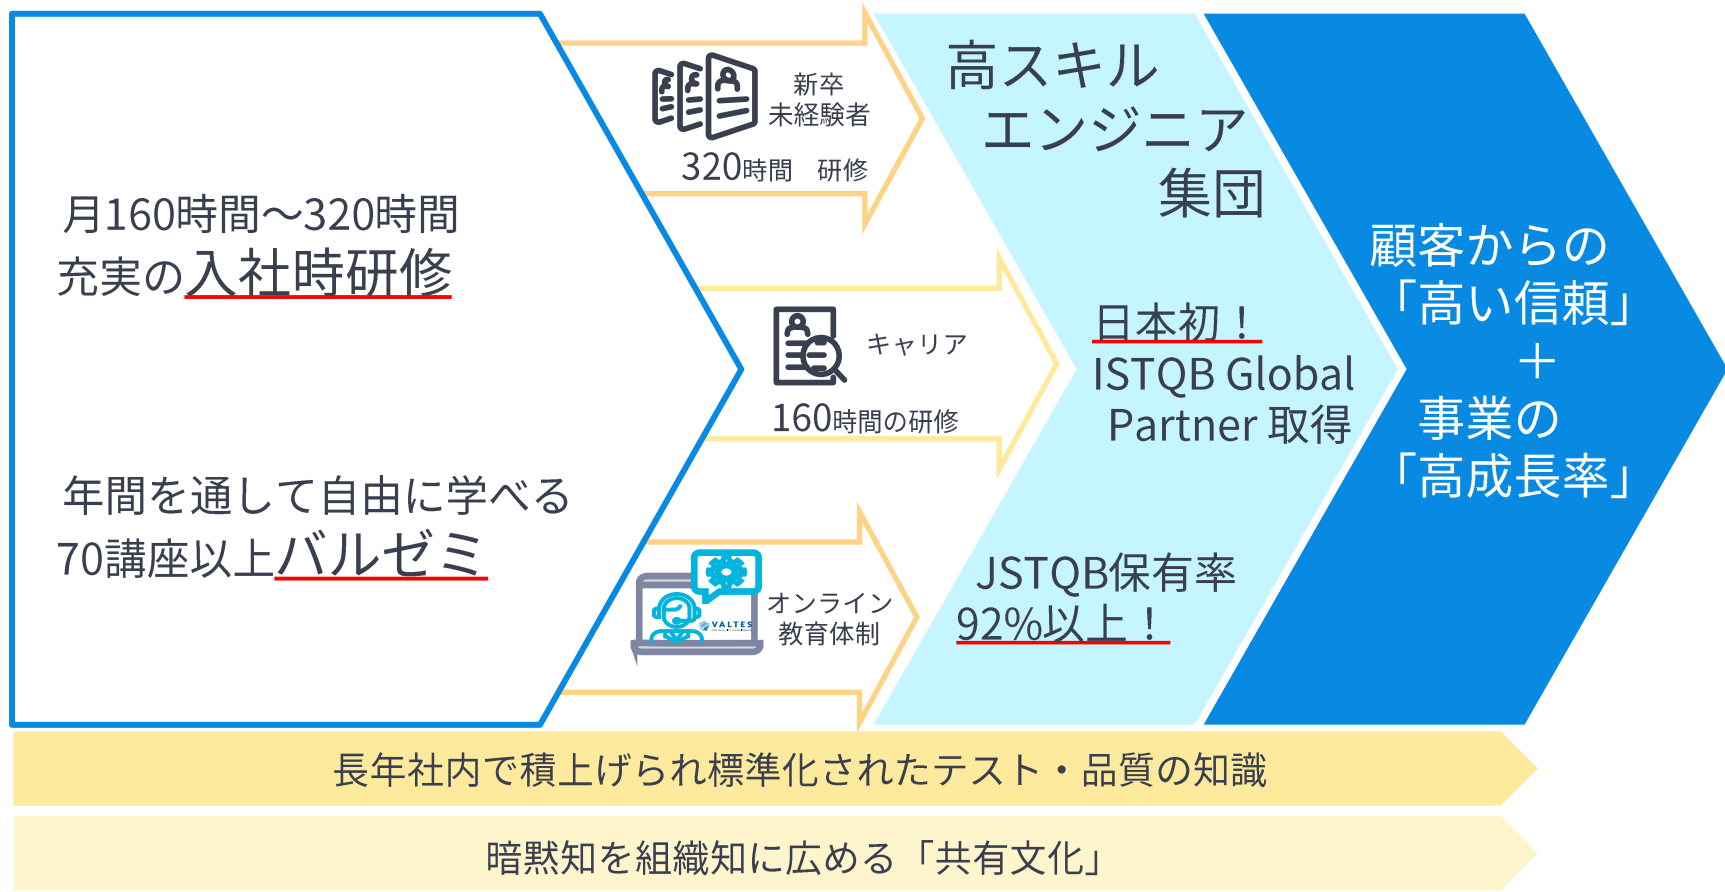 月160時間～320時間
充実の入社時研修
年間を通して自由に学べる
70講座以上バルゼミ
新卒
未経験者
320時間　研修
キャリア
160時間の研修
VALTES
オンライン
教育体制
高スキル
エンジニア
集団
日本初！
ISTQB Global
Partner 取得
JSTQB保有率
92%以上！
顧客からの
「高い信頼」
＋
事業の
「高成長率」
長年社内で積上げられ標準化されたテスト・品質の知識
暗黙知を組織知に広める「共有文化」